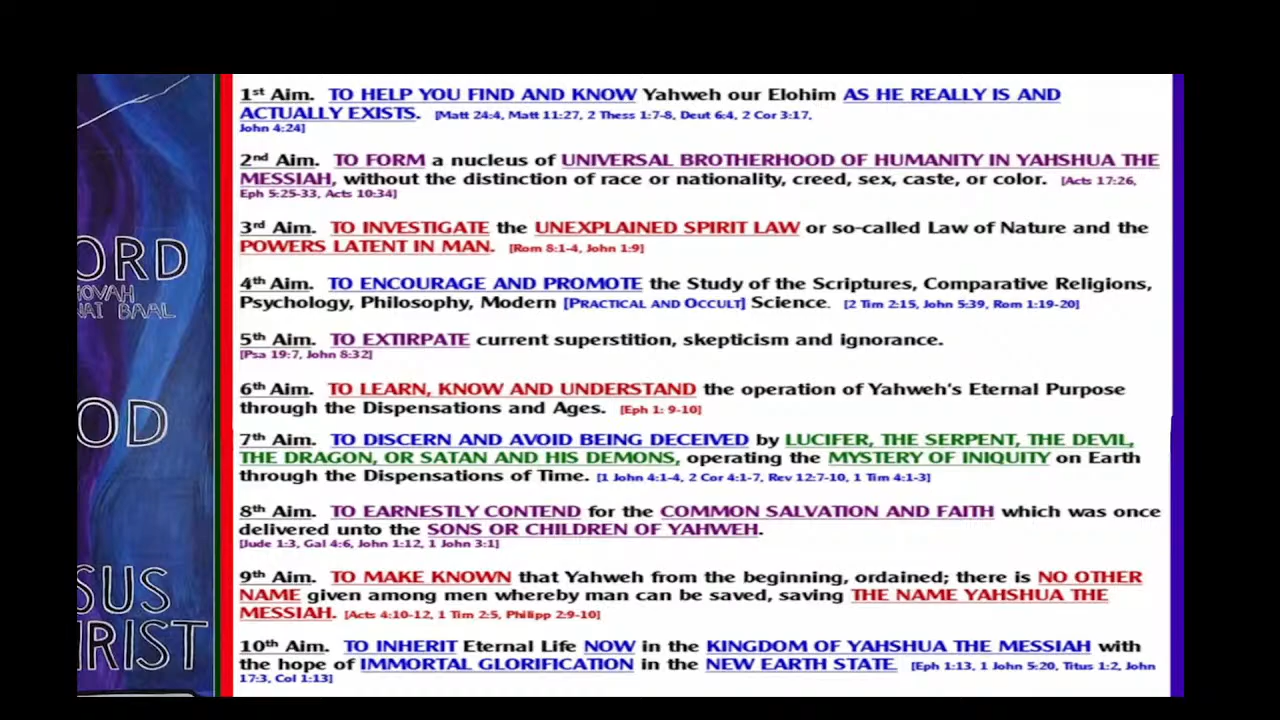 1st Aim. TO HELP YOU FIND AND KNOW Yahweh our Elohim AS HE REALLY IS AND
ACTUALLY EXISTS. [Matt 24:4, Matt 11:27, 2 Thess 1:7-8, Deut 6:4, 2 Cor 3:17,
John 4:24]
2nd Aim. TO FORM a nucleus of UNIVERSAL BROTHERHOOD OF HUMANITY IN YAHSHUA THE
MESSIAH, without the distinction of race or nationality, creed, sex, caste, or color. [Acts 17:26,
Eph 5:25-33, Acts 10:34]
3rd Aim. TO INVESTIGATE the UNEXPLAINED SPIRIT LAW or so-called Law of Nature and the
POWERS LATENT IN MAN. [Rom 8:1-4, John 1:9]
4th Aim. TO ENCOURAGE AND PROMOTE the Study of the Scriptures, Comparative Religions,
Psychology, Philosophy, Modern [PRACTICAL AND OCCULT] Science. [2 Tim 2:15, John 5:39, Rom 1:19-20]
5th Aim. TO EXTIRPATE current superstition, skepticism and ignorance.
[Psa 19:7, John 8:32]
6th Aim. TO LEARN, KNOW AND UNDERSTAND the operation of Yahweh's Eternal Purpose
through the Dispensations and Ages. [Eph 1: 9-10]
7th Aim. TO DISCERN AND AVOID BEING DECEIVED by LUCIFER, THE SERPENT, THE DEVIL,
THE DRAGON, OR SATAN AND HIS DEMONS, operating the MYSTERY OF INIQUITY on Earth
through the Dispensations of Time. [1 John 4:1-4, 2 Cor 4:1-7, Rev 12:7-10, 1 Tim 4:1-3]
8th Aim. TO EARNESTLY CONTEND for the COMMON SALVATION AND FAITH which was once
delivered unto the SONS OR CHILDREN OF YAHWEH.
[Jude 1:3, Gal 4:6, John 1:12, 1 John 3:1]
9th Aim. TO MAKE KNOWN that Yahweh from the beginning, ordained; there is NO OTHER
NAME given among men whereby man can be saved, saving THE NAME YAHSHUA THE
MESSIAH. [Acts 4:10-12, 1 Tim 2:5, Philipp 2:9-10]
10th Aim. TO INHERIT Eternal Life NOW in the KINGDOM OF YAHSHUA THE MESSIAH with
the hope of IMMORTAL GLORIFICATION in the NEW EARTH STATE [Eph 1:13, 1 John 5:20, Titus 1:2, John
17:3, Col 1:13]
ORD
HOVAH
NAI BAAL
OD
SUS
HRIST